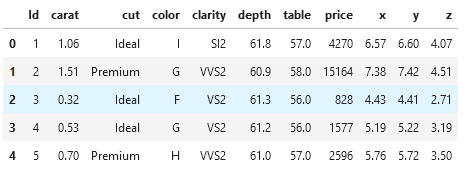 Id carat cut color clarity depth table price x y z
0 1 1.06 Ideal I SI2 61.8 57.0 4270 6.57 6.60 4.07
1 2 1.51 Premium G VVS2 60.9 58.0 15164 7.38 7.42 4.51
2 3 0.32 Ideal F VS2 61.3 56.0 828 4.43 4.41 2.71
3 4 0.53 Ideal G VS2 61.2 56.0 1577 5.19 5.22 3.19
4 5 0.70 Premium H VVS2 61.0 57.0 2596 5.76 5.72 3.50